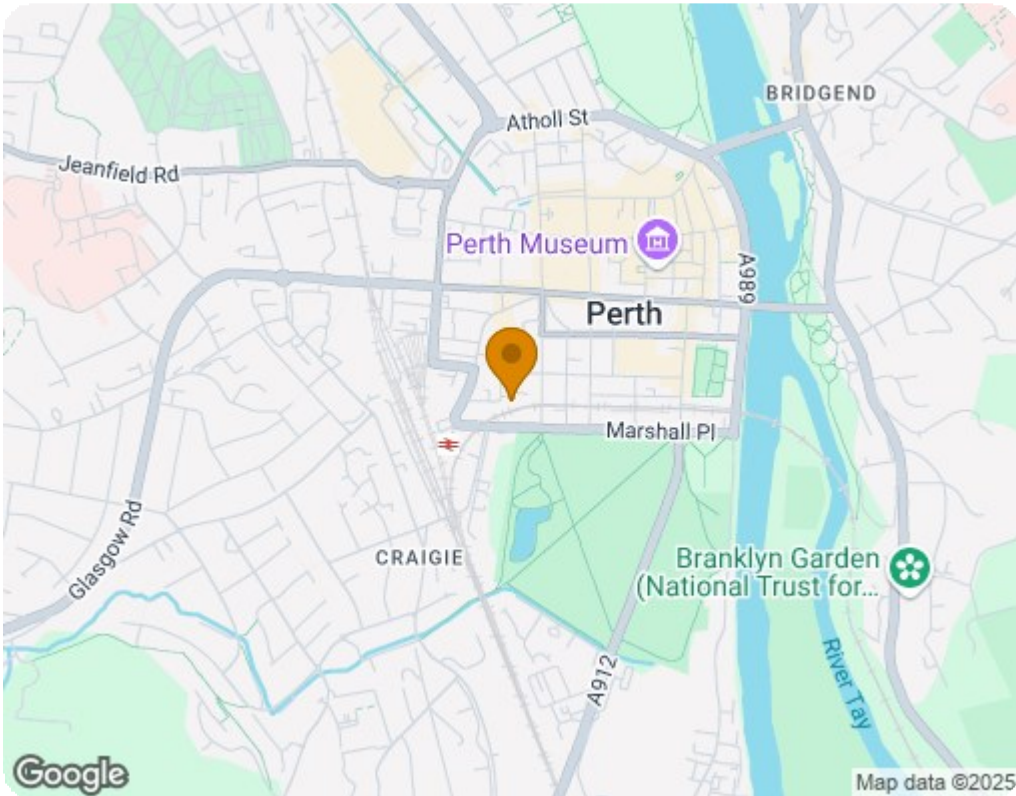 BRIDGEND
Atholl St
Jeanfield Rd
Perth Museum
A989
Perth
Marshall Pl
Glasgow Rd
CRAIGIE
Branklyn Garden
(National Trust for...
River Tay
A912
Google
Map data ©2025